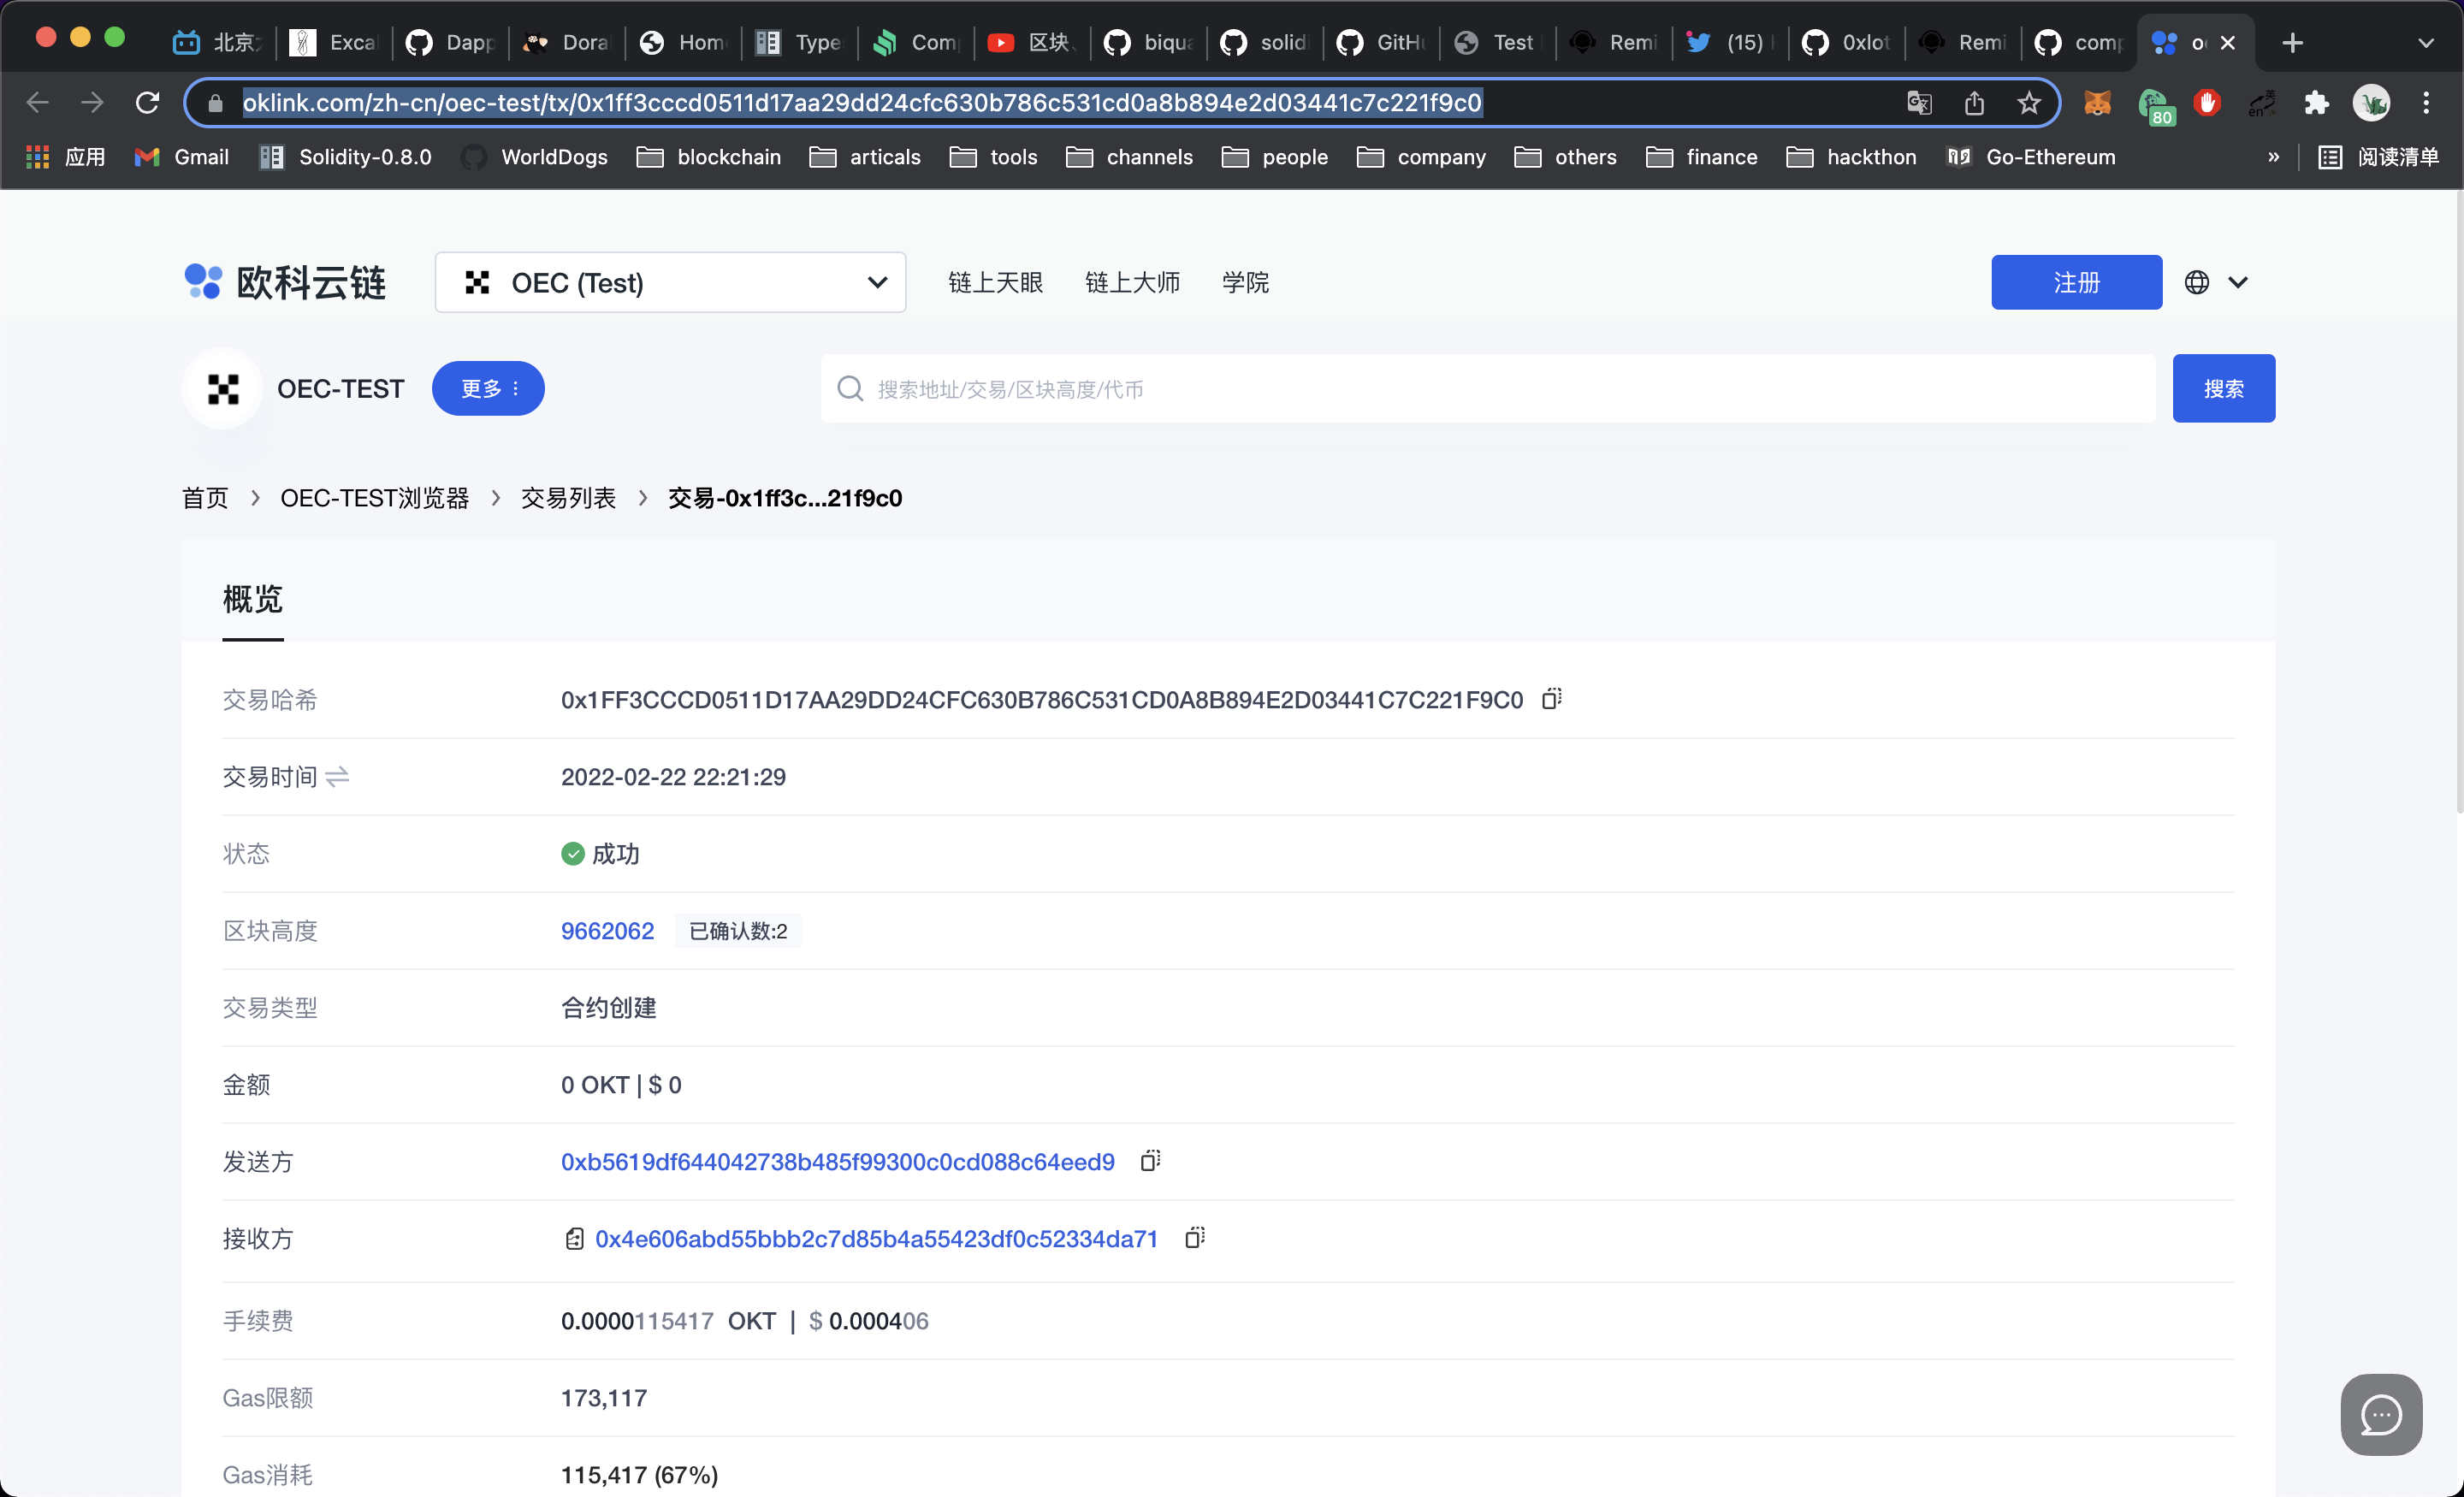 北京 Exca Dapp Dora Hom Type Com 区块、 biqua solidi GitHu Test Remi (15) 0xlot Remi comp
oklink.com/zh-cn/oec-test/tx/0x1ff3cccd0511d17aa29dd24cfc630b786c531cd0a8b894e2d03441c7c221f9c0 80
应用 Gmail Solidity-0.8.0 WorldDogs blockchain articals tools channels people company others finance hackthon Go-Ethereum » 阅读清单
欧科云链 OEC (Test) 链上天眼 链上大师 学院 注册
OEC-TEST 更多 搜索地址/交易/区块高度/代币 搜索
首页 > OEC-TEST浏览器 > 交易列表 > 交易-0x1ff3c...21f9c0
概览
交易哈希 0x1FF3CCCD0511D17AA29DD24CFC630B786C531CD0A8B894E2D03441C7C221F9C0
交易时间 2022-02-22 22:21:29
状态 成功
区块高度 9662062 已确认数:2
交易类型 合约创建
金额 0 OKT | $ 0
发送方 0xb5619df644042738b485f99300c0cd088c64eed9
接收方 0x4e606abd55bbb2c7d85b4a55423df0c52334da71
手续费 0.0000115417 OKT | $ 0.000406
Gas限额 173,117
Gas消耗 115,417 (67%)